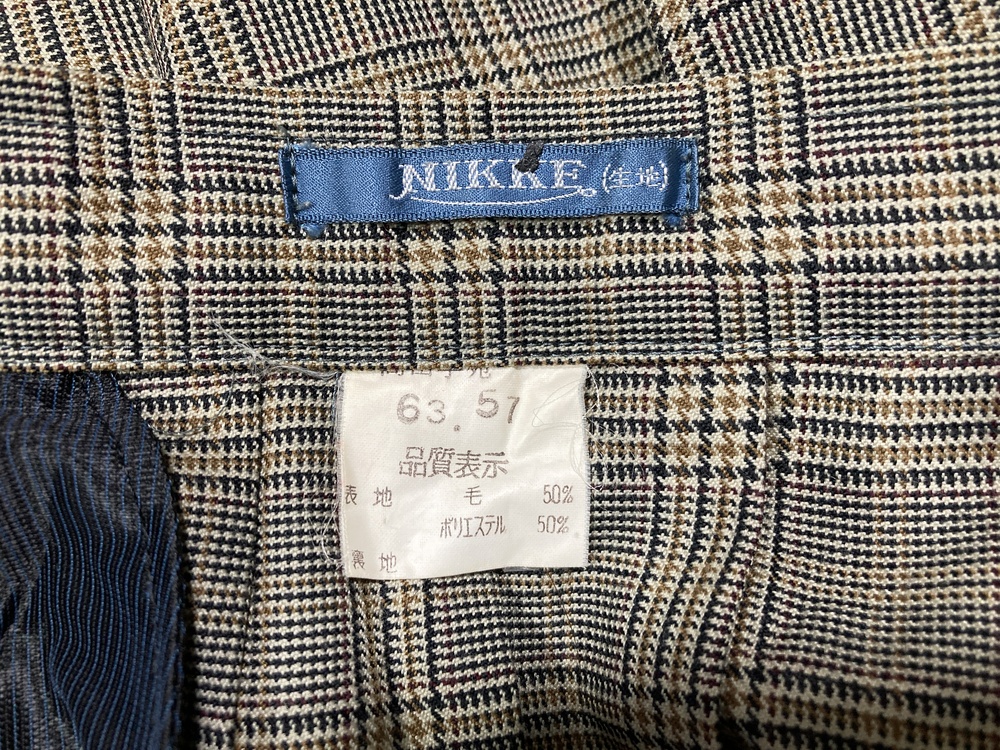 NIKKE (生地)
63. 57
品質表示
表地 毛 50%
ポリエステル 50%
裏地